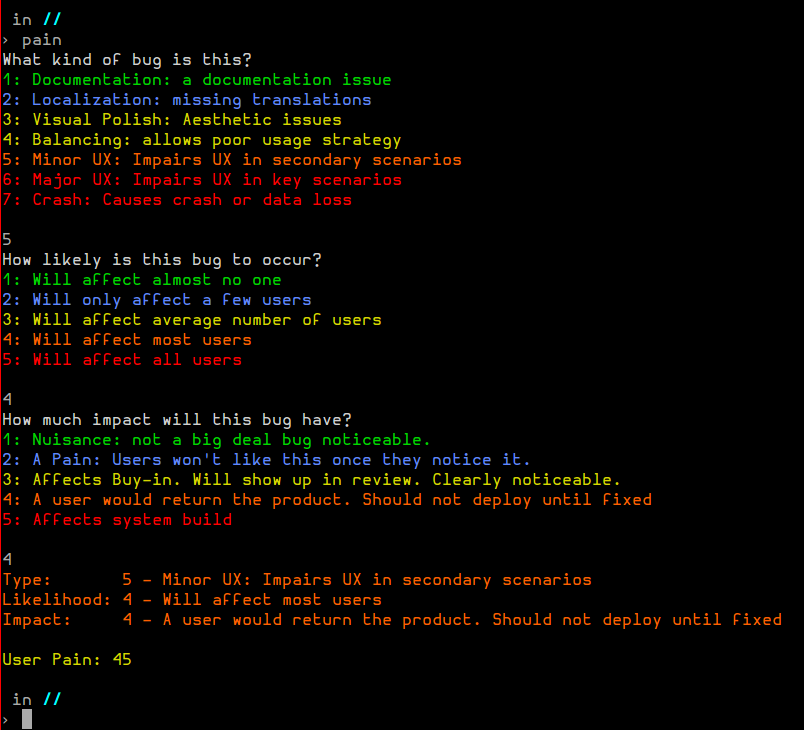 in //
› pain
What kind of bug is this?
1: Documentation: a documentation issue
2: Localization: missing translations
3: Visual Polish: Aesthetic issues
4: Balancing: allows poor usage strategy
5: Minor UX: Impairs UX in secondary scenarios
6: Major UX: Impairs UX in key scenarios
7: Crash: Causes crash or data loss
5
How likely is this bug to occur?
1: Will affect almost no one
2: Will only affect a few users
3: Will affect average number of users
4: Will affect most users
5: Will affect all users
4
How much impact will this bug have?
1: Nuisance: not a big deal bug noticeable.
2: A Pain: Users won't like this once they notice it.
3: Affects Buy-in. Will show up in review. Clearly noticeable.
4: A user would return the product. Should not deploy until fixed
5: Affects system build
4
Type: 5 - Minor UX: Impairs UX in secondary scenarios
Likelihood: 4 - Will affect most users
Impact: 4 - A user would return the product. Should not deploy until fixed
User Pain: 45
in //
›